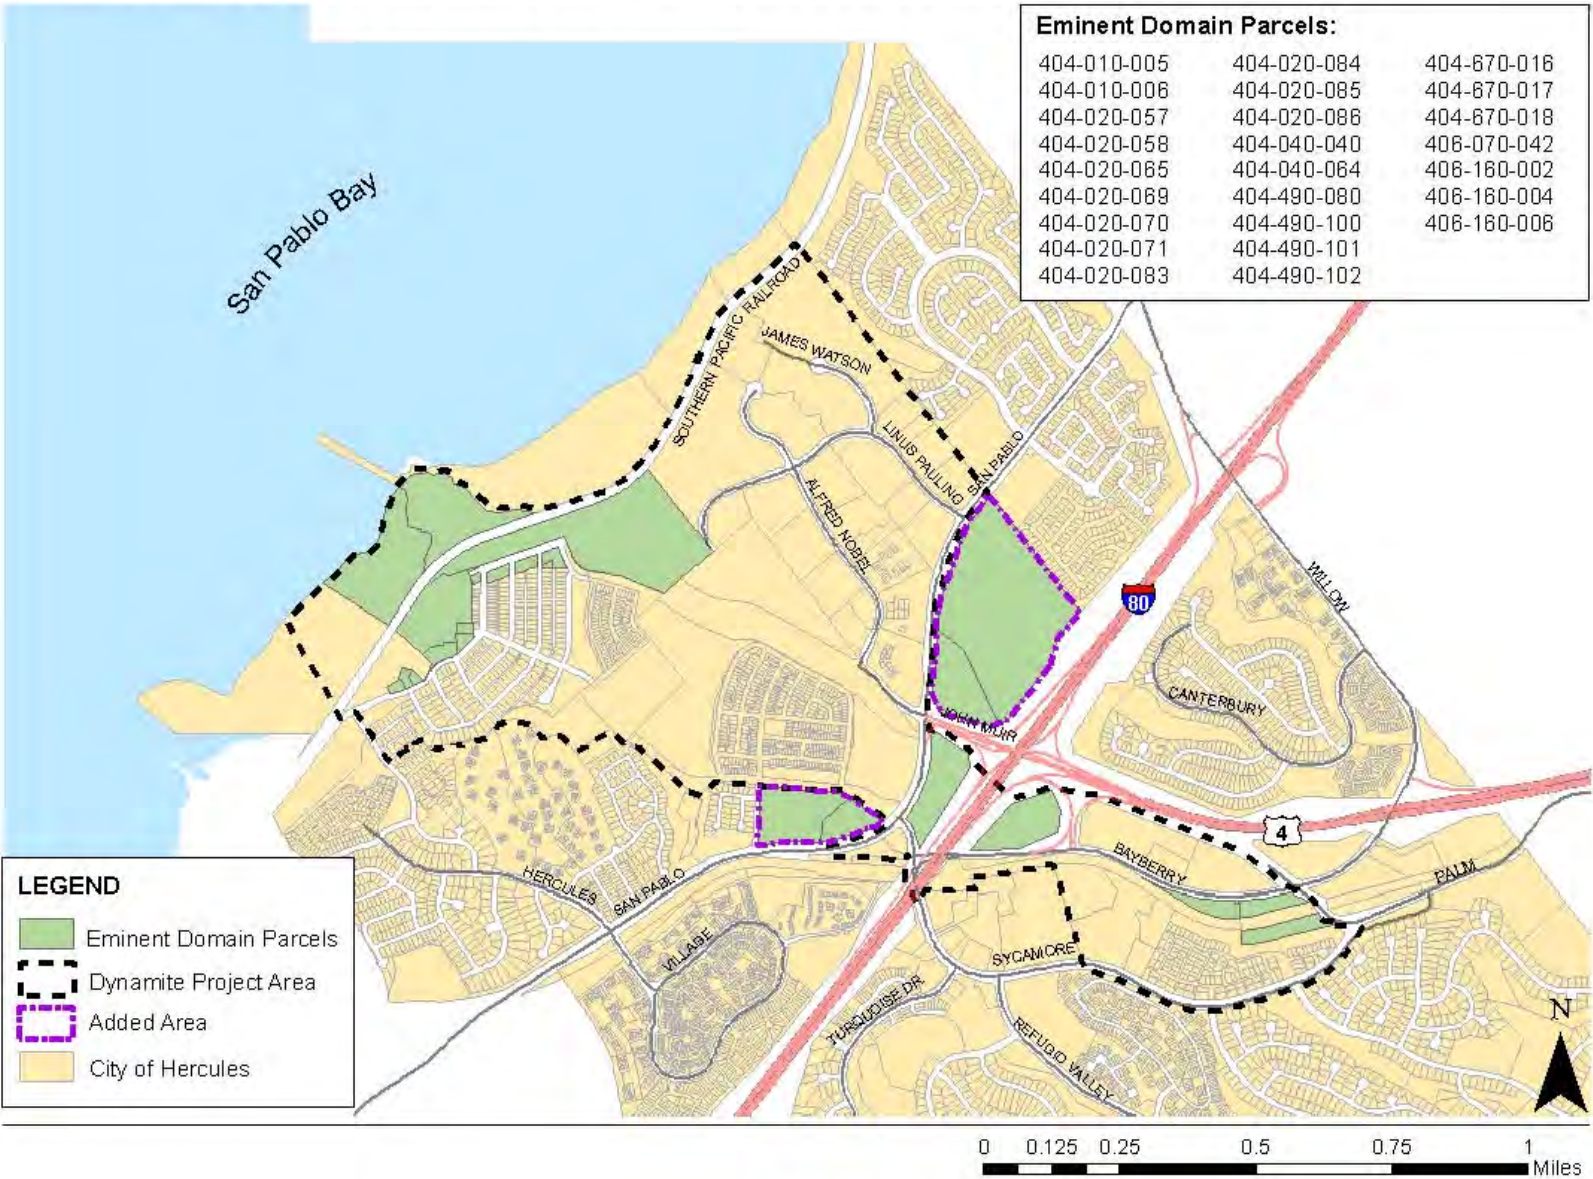 Eminent Domain Parcels:
404-010-005 404-020-084 404-670-016
404-010-006 404-020-085 404-670-017
404-020-057 404-020-086 404-670-018
404-020-058 404-040-040 406-070-042
404-020-065 404-040-064 406-160-002
404-020-069 404-490-080 406-160-004
404-020-070 404-490-100 406-160-006
404-020-071 404-490-101
404-020-083 404-490-102
San Pablo Bay
SOUTHERN PACIFIC RAILROAD
JAMES WATSON
LINUS PAULING
SAN PABLO
ALFRED NOBEL
80
WILLOW
CANTERBURY
JOHN MUIR
4
BAYBERRY
PALM
HERCULES
SAN PABLO
VILLAGE
SYCAMORE
TURQUOISE DR
REFUGIO VALLEY
LEGEND
Eminent Domain Parcels
Dynamite Project Area
Added Area
City of Hercules
N
0 0.125 0.25 0.5 0.75 1
Miles